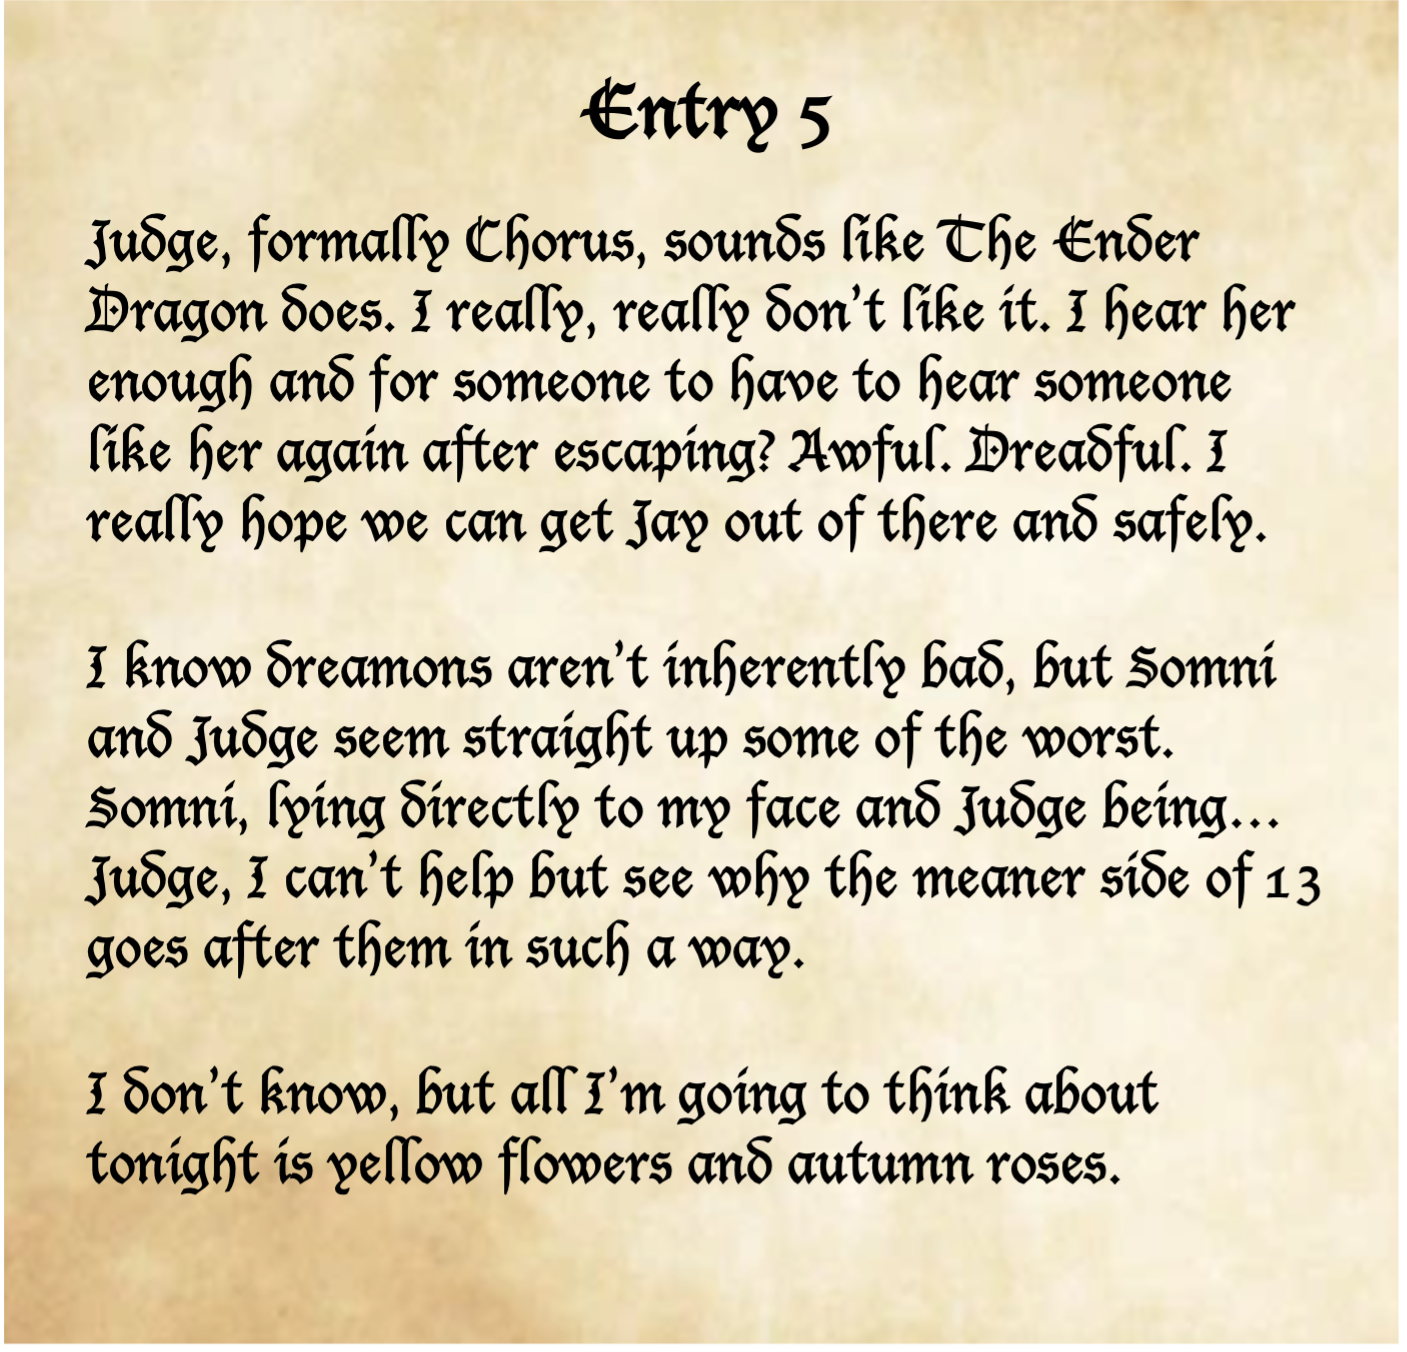 Entry 5
Judge, formally Chorus, sounds like The Ender
Dragon does. I really, really don't like it. I hear her
enough and for someone to have to hear someone
like her again after escaping? Awful. Dreadful. I
really hope we can get Jay out of there and safely.
I know dreamons aren't inherently bad, but Somni
and Judge seem straight up some of the worst.
Somni, lying directly to my face and Judge being...
Judge, I can't help but see why the meaner side of 13
goes after them in such a way.
I don't know, but all I'm going to think about
tonight is yellow flowers and autumn roses.